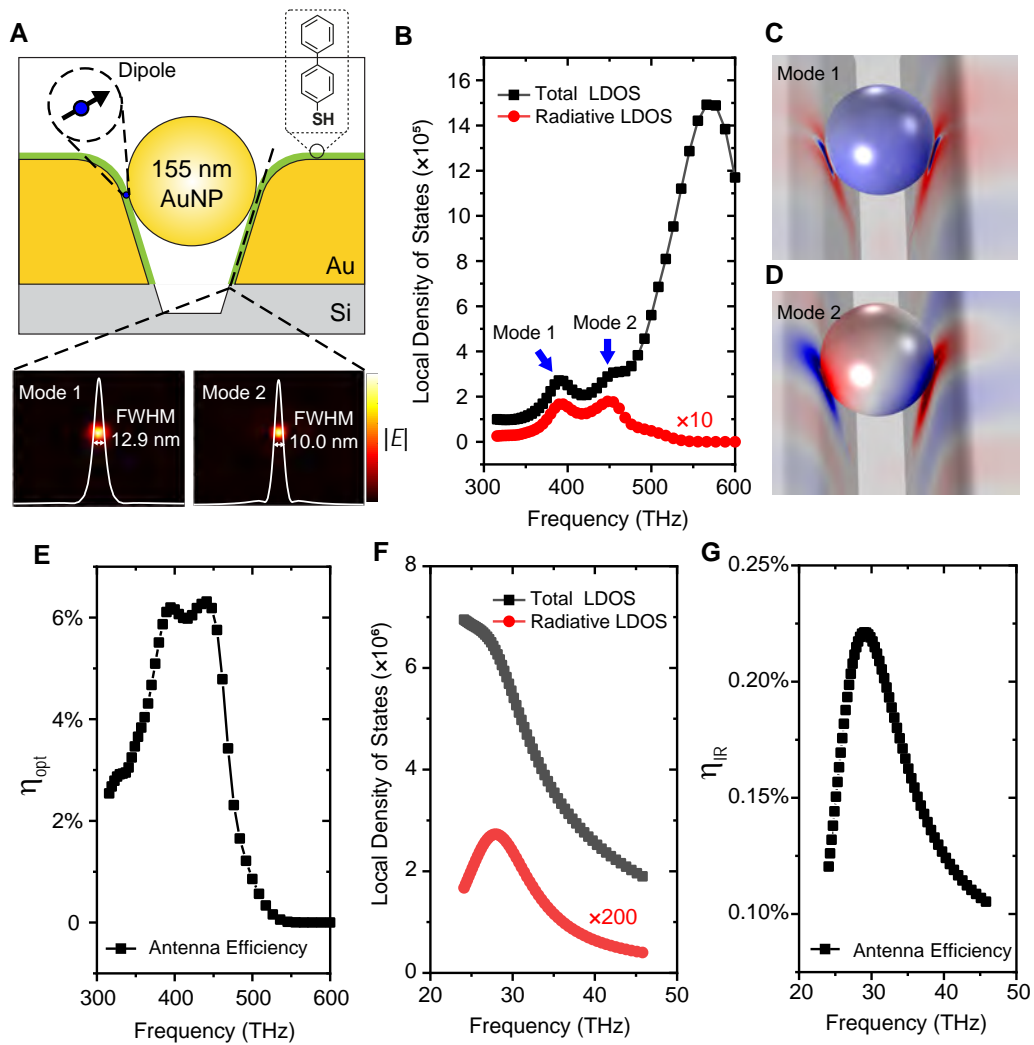 A
Dipole
SH
155 nm
AuNP
Au
Si
Mode 1
FWHM
12.9 nm
Mode 2
FWHM
10.0 nm
|E|
B
Total LDOS
Radiative LDOS
Mode 1
Mode 2
×10
Local Density of States (×10⁵)
16
14
12
10
8
6
4
2
0
300 400 500 600
Frequency (THz)
C
Mode 1
D
Mode 2
E
η_opt
6%
4%
2%
0
Antenna Efficiency
300 400 500 600
Frequency (THz)
F
Total LDOS
Radiative LDOS
×200
Local Density of States (×10⁶)
8
6
4
2
0
20 30 40 50
Frequency (THz)
G
η_IR
0.25%
0.20%
0.15%
0.10%
Antenna Efficiency
20 30 40 50
Frequency (THz)